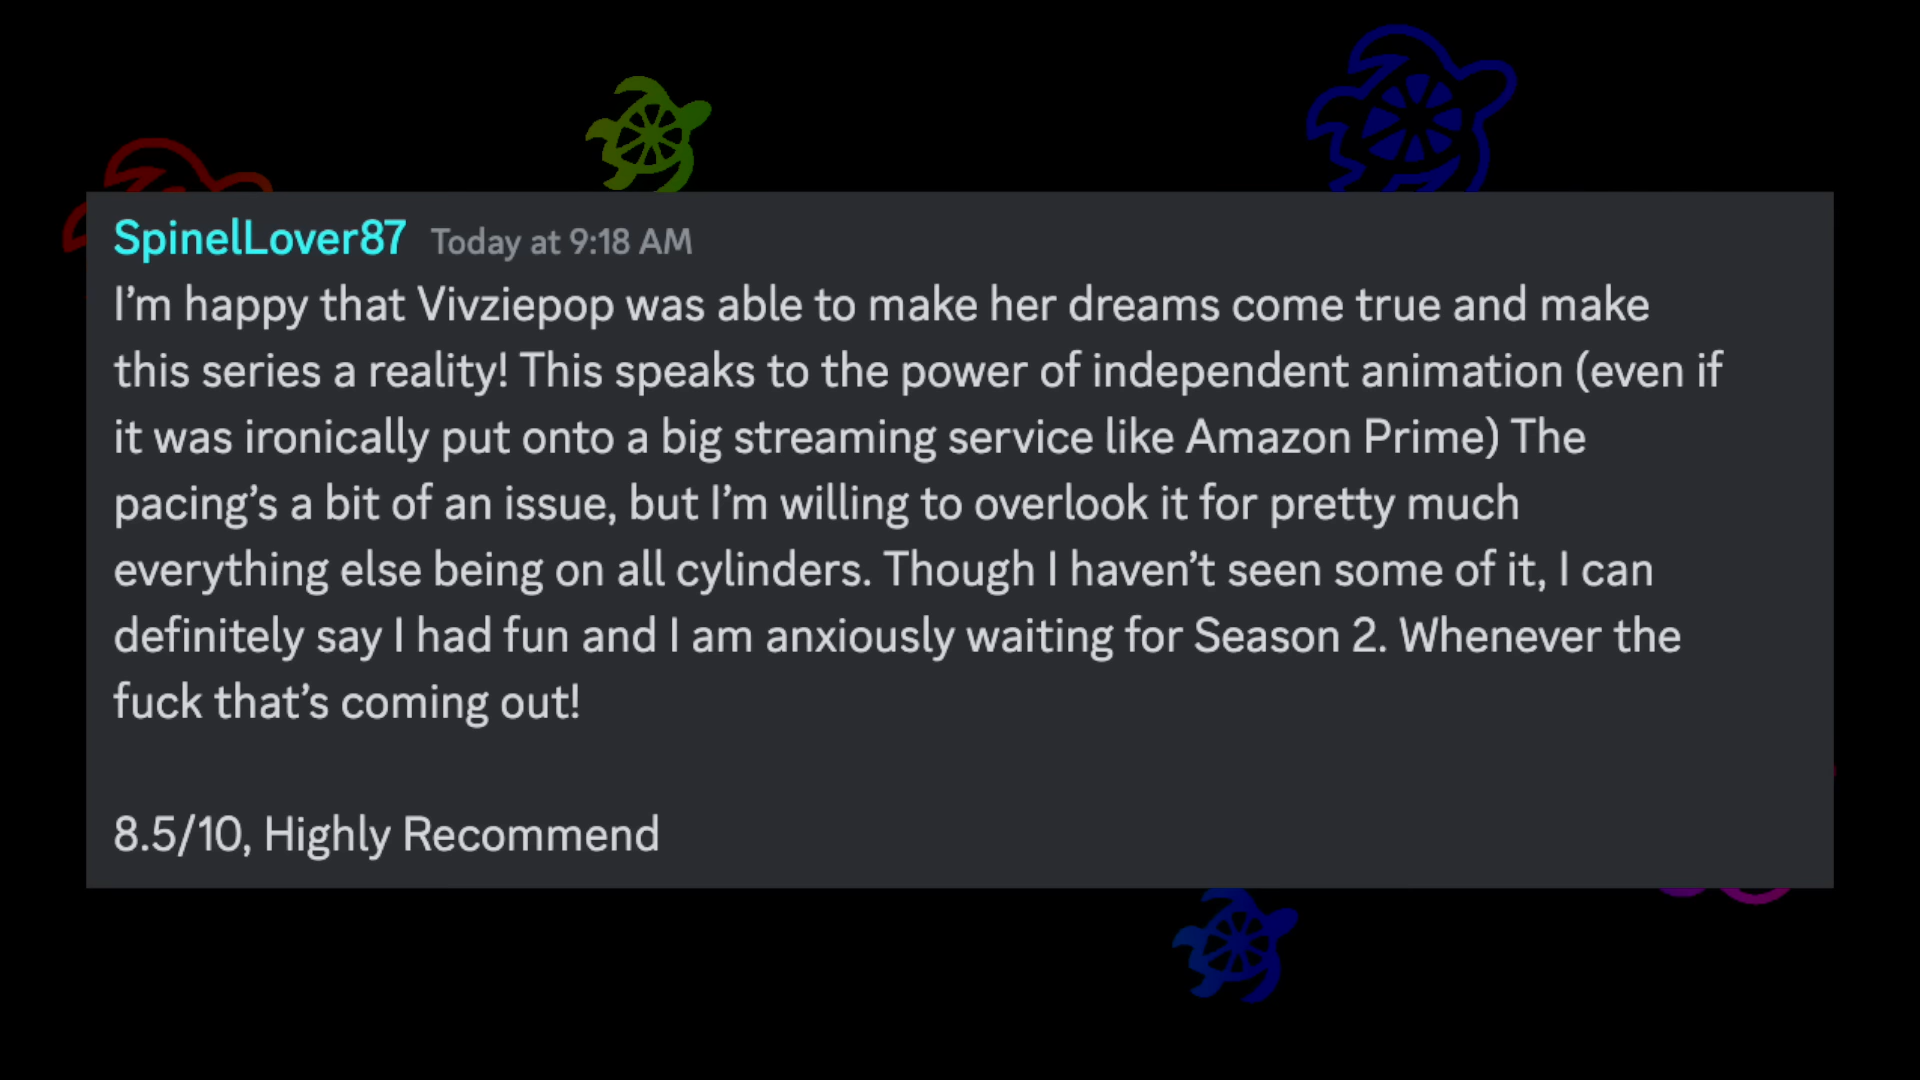 SpinelLover87 Today at 9:18 AM
I’m happy that Vivziepop was able to make her dreams come true and make
this series a reality! This speaks to the power of independent animation (even if
it was ironically put onto a big streaming service like Amazon Prime) The
pacing’s a bit of an issue, but I’m willing to overlook it for pretty much
everything else being on all cylinders. Though I haven’t seen some of it, I can
definitely say I had fun and I am anxiously waiting for Season 2. Whenever the
fuck that’s coming out!
8.5/10, Highly Recommend